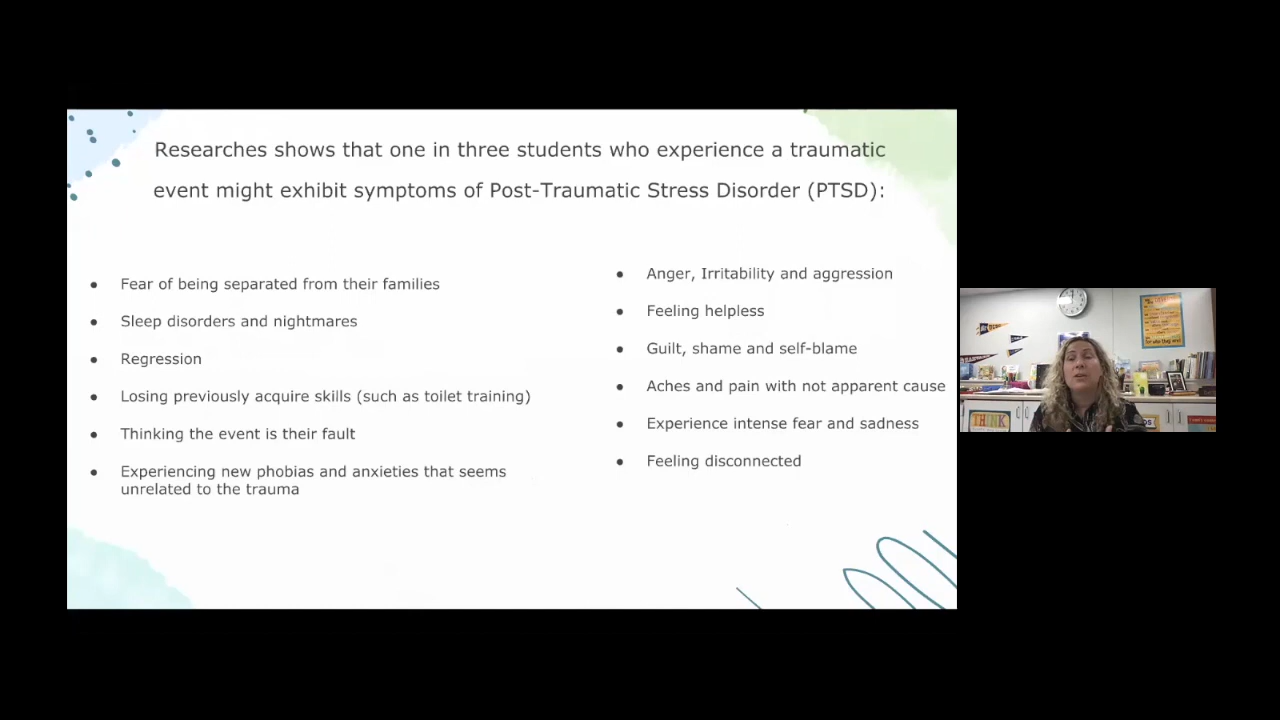 Researches shows that one in three students who experience a traumatic
event might exhibit symptoms of Post-Traumatic Stress Disorder (PTSD):
● Fear of being separated from their families
● Sleep disorders and nightmares
● Regression
● Losing previously acquire skills (such as toilet training)
● Thinking the event is their fault
● Experiencing new phobias and anxieties that seems
unrelated to the trauma
● Anger, Irritability and aggression
● Feeling helpless
● Guilt, shame and self-blame
● Aches and pain with not apparent cause
● Experience intense fear and sadness
● Feeling disconnected
THINK